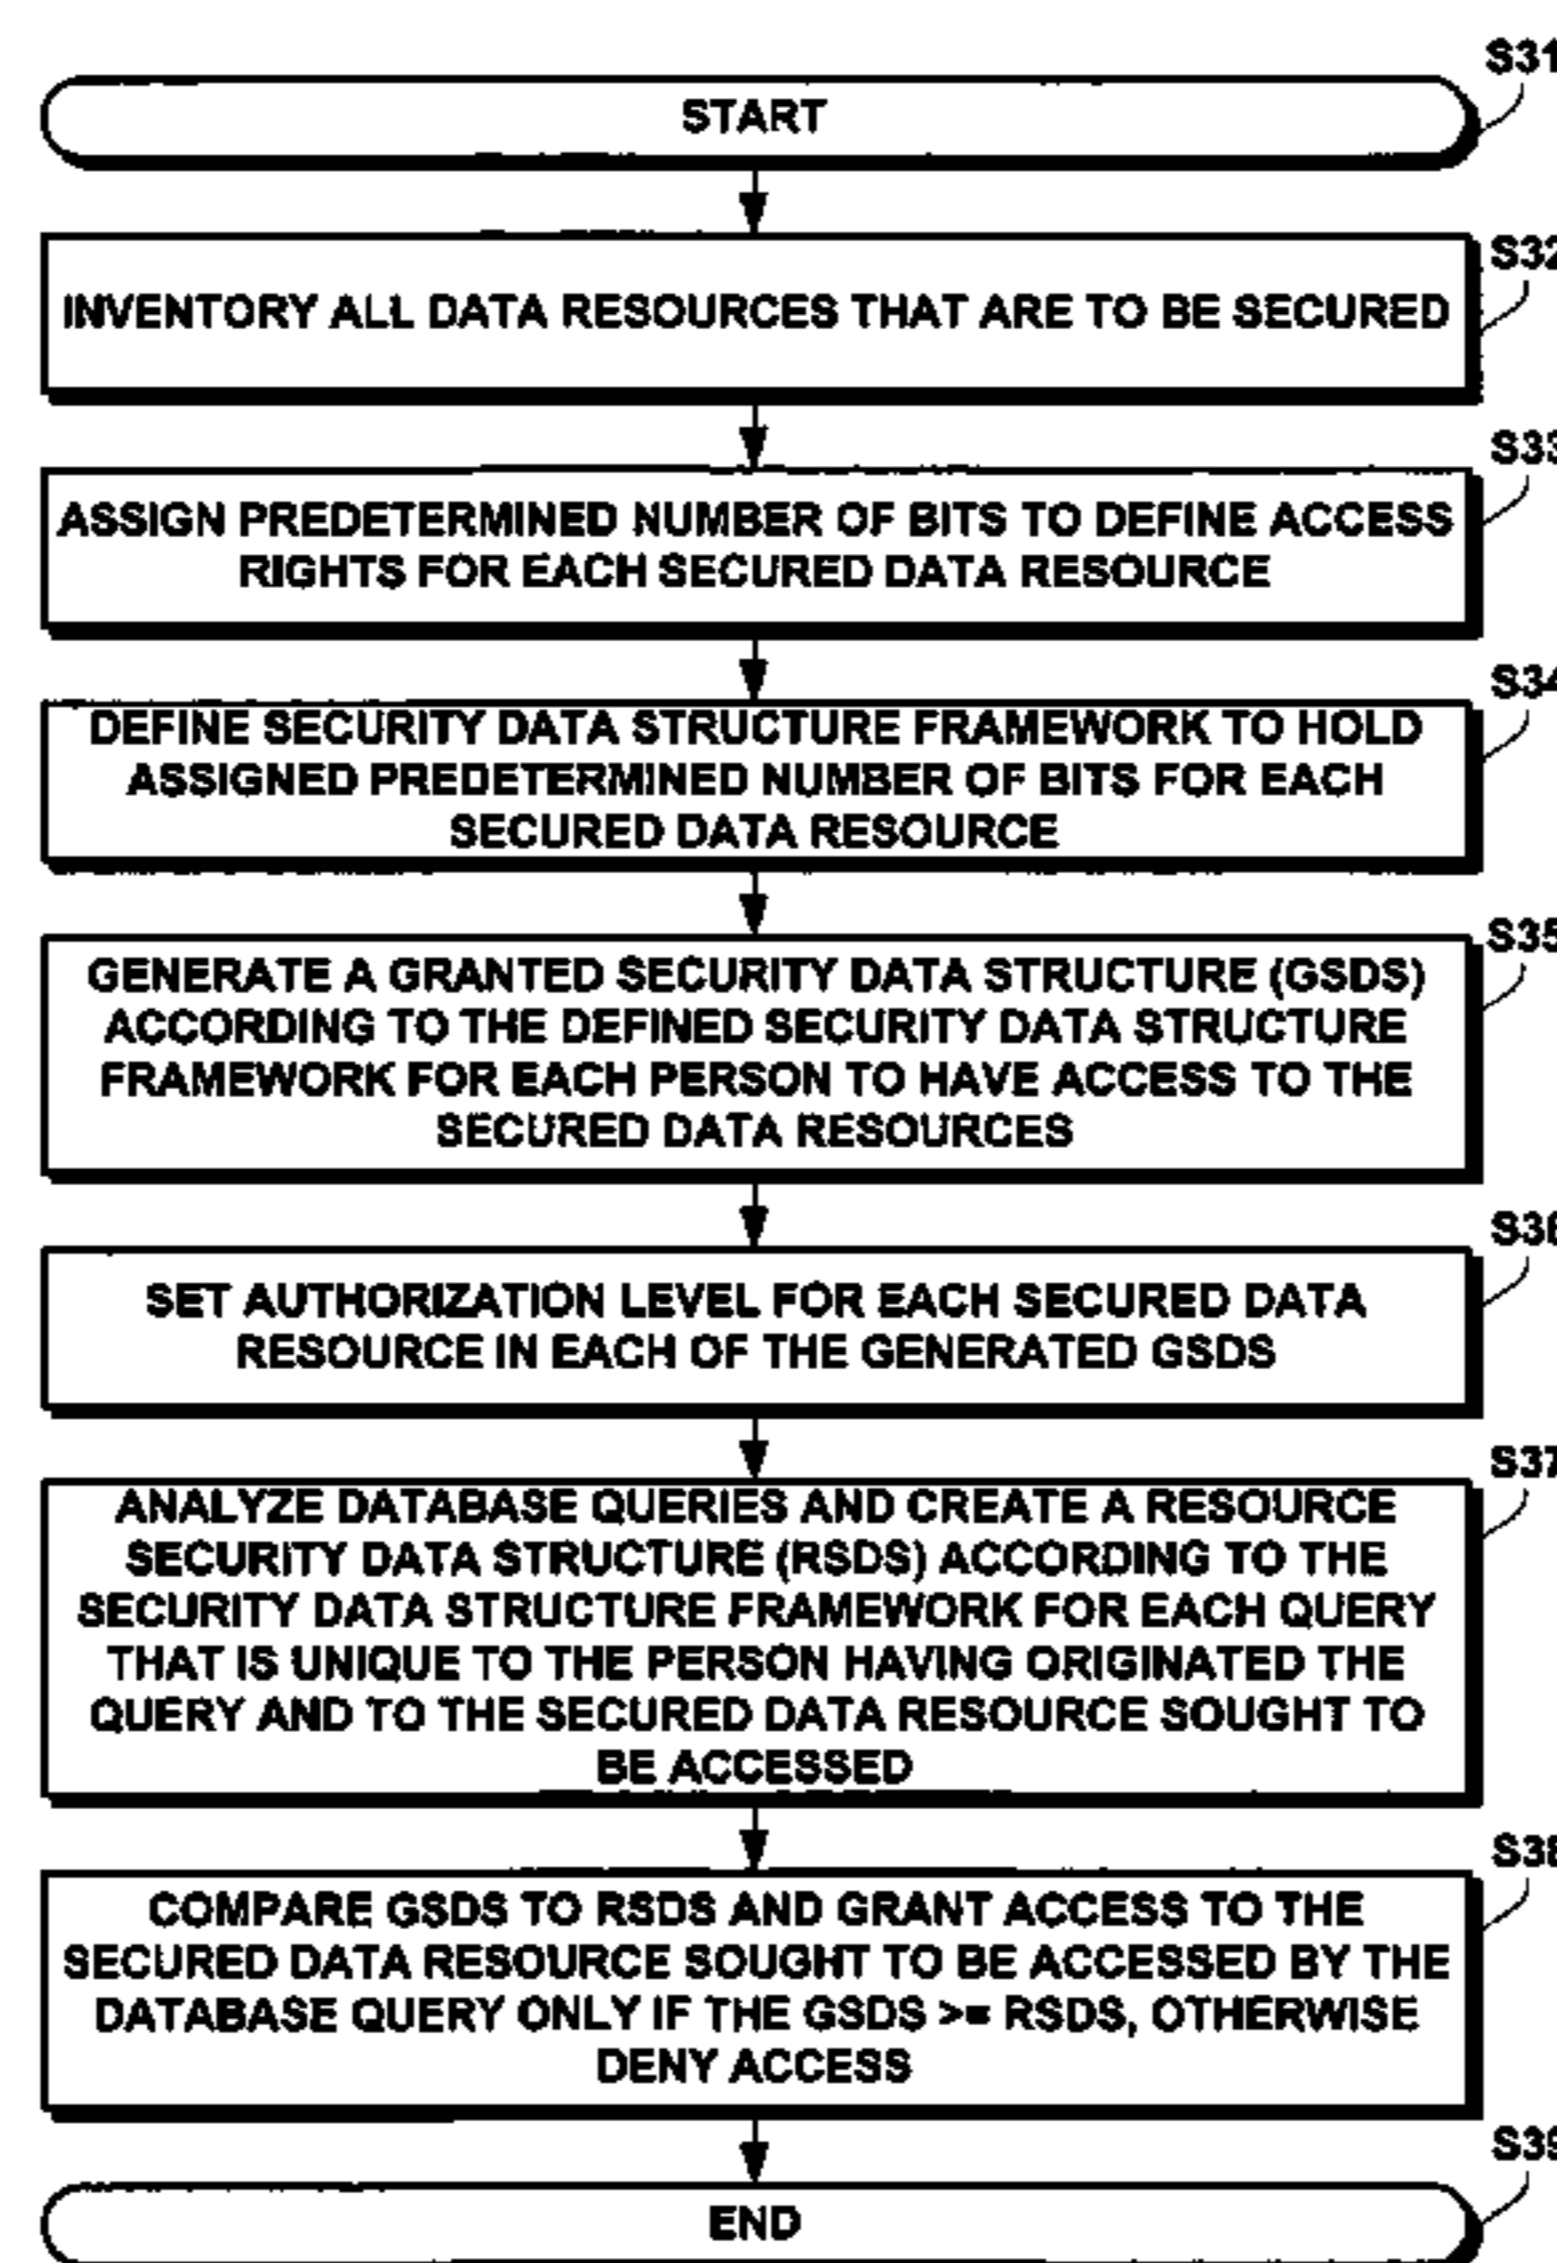 S31
START
S32
INVENTORY ALL DATA RESOURCES THAT ARE TO BE SECURED
S33
ASSIGN PREDETERMINED NUMBER OF BITS TO DEFINE ACCESS
RIGHTS FOR EACH SECURED DATA RESOURCE
S34
DEFINE SECURITY DATA STRUCTURE FRAMEWORK TO HOLD
ASSIGNED PREDETERMINED NUMBER OF BITS FOR EACH
SECURED DATA RESOURCE
S35
GENERATE A GRANTED SECURITY DATA STRUCTURE (GSDS)
ACCORDING TO THE DEFINED SECURITY DATA STRUCTURE
FRAMEWORK FOR EACH PERSON TO HAVE ACCESS TO THE
SECURED DATA RESOURCES
S36
SET AUTHORIZATION LEVEL FOR EACH SECURED DATA
RESOURCE IN EACH OF THE GENERATED GSDS
S37
ANALYZE DATABASE QUERIES AND CREATE A RESOURCE
SECURITY DATA STRUCTURE (RSDS) ACCORDING TO THE
SECURITY DATA STRUCTURE FRAMEWORK FOR EACH QUERY
THAT IS UNIQUE TO THE PERSON HAVING ORIGINATED THE
QUERY AND TO THE SECURED DATA RESOURCE SOUGHT TO
BE ACCESSED
S38
COMPARE GSDS TO RSDS AND GRANT ACCESS TO THE
SECURED DATA RESOURCE SOUGHT TO BE ACCESSED BY THE
DATABASE QUERY ONLY IF THE GSDS >= RSDS, OTHERWISE
DENY ACCESS
S39
END